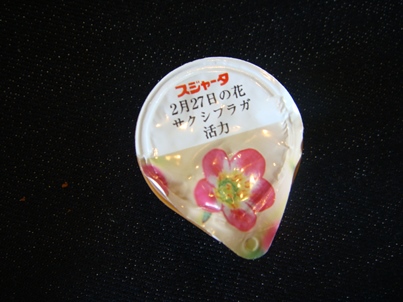 スジャータ
2月27日の花
サクシフラガ
活力